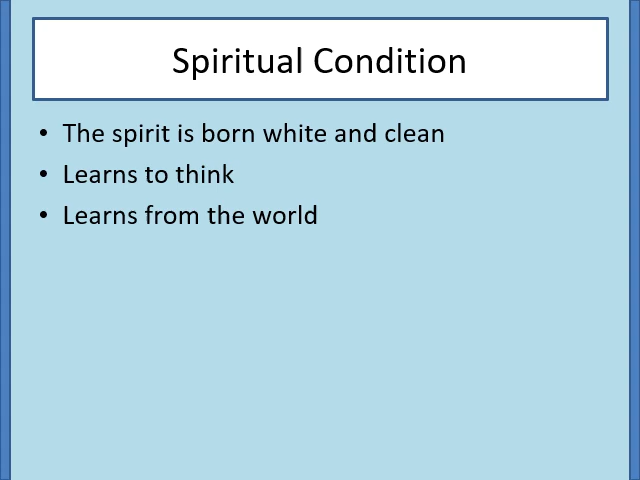 Spiritual Condition
• The spirit is born white and clean
• Learns to think
• Learns from the world